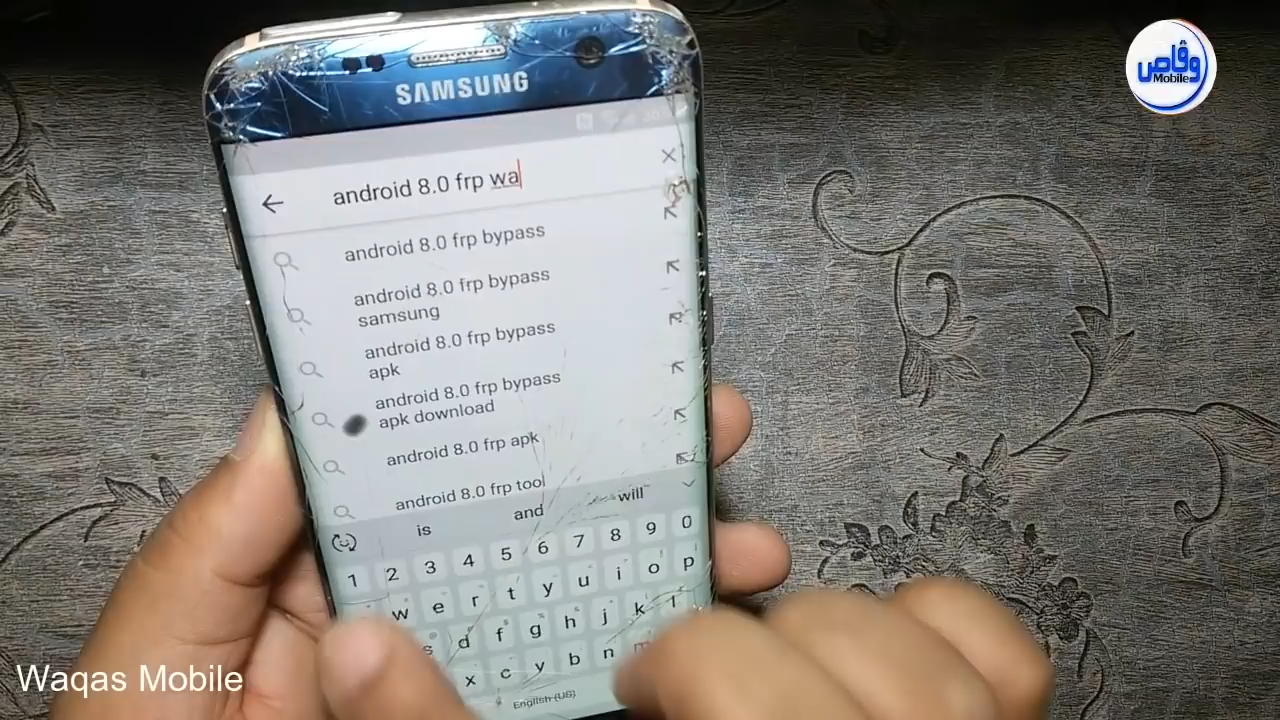 وقاص
Mobile
SAMSUNG
android 8.0 frp wa
android 8.0 frp bypass
android 8.0 frp bypass
samsung
android 8.0 frp bypass
apk
android 8.0 frp bypass
apk download
android 8.0 frp apk
android 8.0 frp tool
is and will
1 2 3 4 5 6 7 8 9 0
w e r t y u i o p
s d f g h j k l
x c y b n m
English (US)
Waqas Mobile